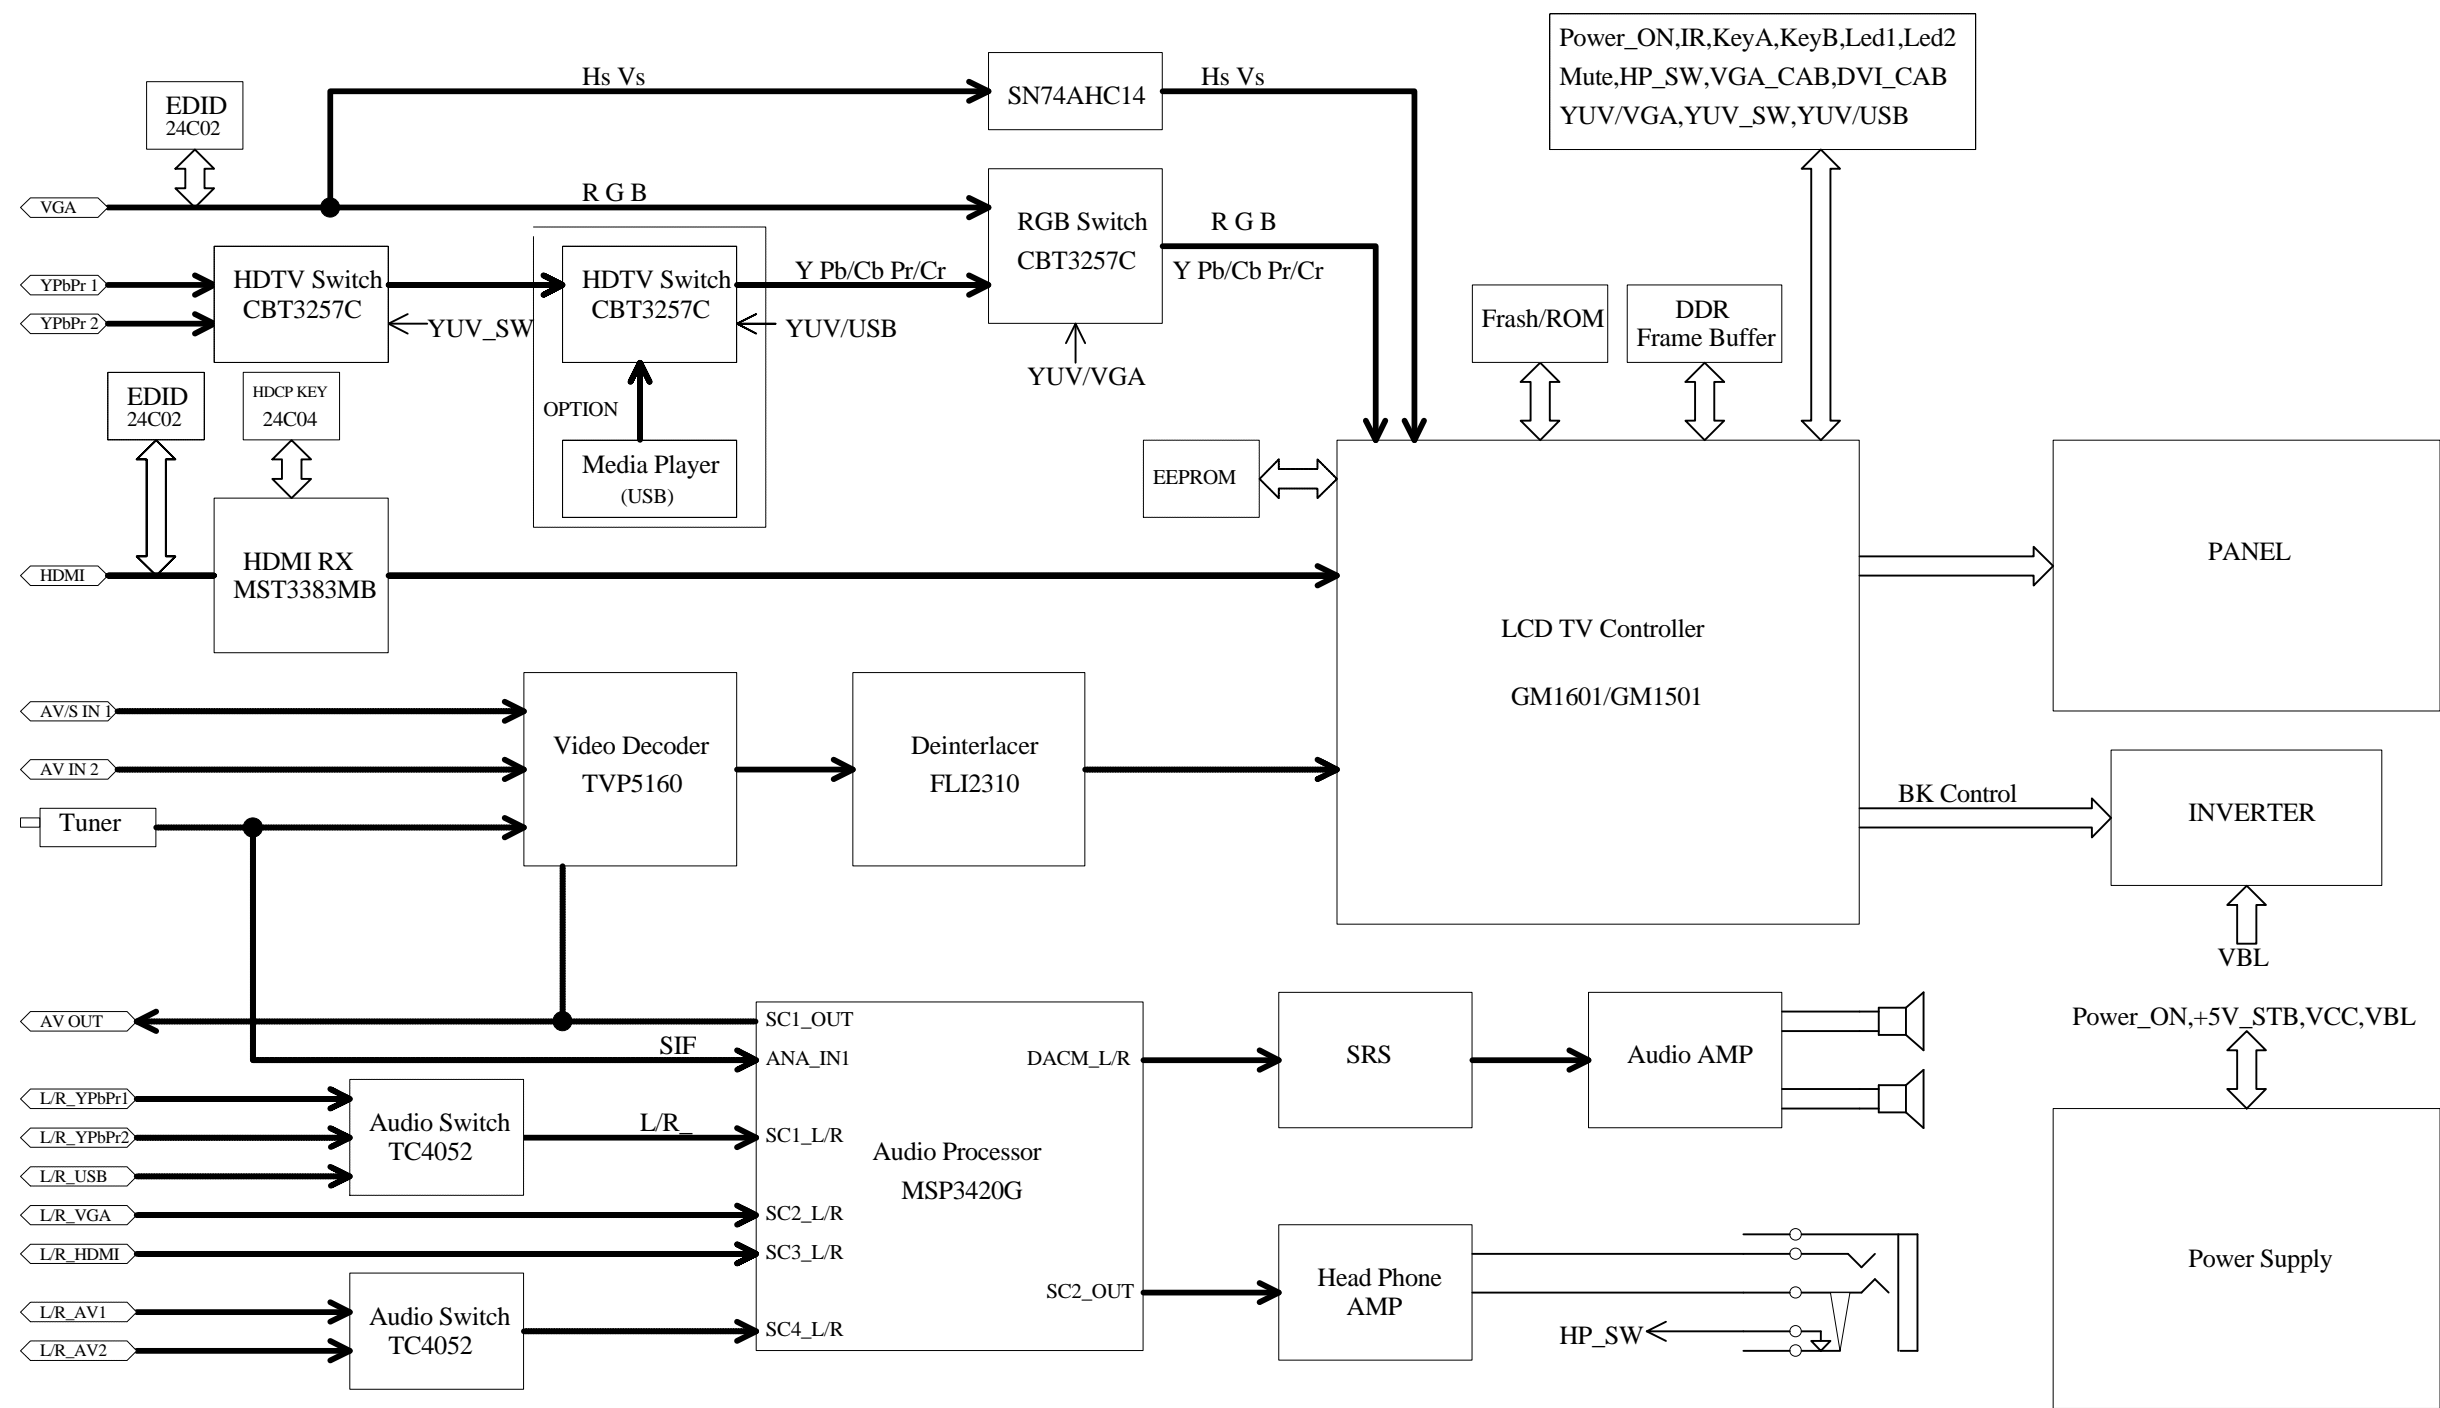 Power_ON,IR,KeyA,KeyB,Led1,Led2
Mute,HP_SW,VGA_CAB,DVI_CAB
YUV/VGA,YUV_SW,YUV/USB
Hs Vs
SN74AHC14
Hs Vs
EDID
24C02
VGA
R G B
RGB Switch
CBT3257C
R G B
Y Pb/Cb Pr/Cr
YPbPr 1
YPbPr 2
HDTV Switch
CBT3257C
YUV_SW
HDTV Switch
CBT3257C
Y Pb/Cb Pr/Cr
YUV/USB
YUV/VGA
Frash/ROM
DDR
Frame Buffer
EDID
24C02
HDCP KEY
24C04
OPTION
Media Player
(USB)
EEPROM
HDMI
HDMI RX
MST3383MB
LCD TV Controller
GM1601/GM1501
PANEL
AV/S IN 1
AV IN 2
Tuner
Video Decoder
TVP5160
Deinterlacer
FLI2310
BK Control
INVERTER
VBL
AV OUT
SC1_OUT
SIF
ANA_IN1
DACM_L/R
SRS
Audio AMP
Power_ON,+5V_STB,VCC,VBL
L/R_YPbPr1
L/R_YPbPr2
L/R_USB
Audio Switch
TC4052
L/R_
SC1_L/R
Audio Processor
MSP3420G
L/R_VGA
SC2_L/R
L/R_HDMI
SC3_L/R
L/R_AV1
L/R_AV2
Audio Switch
TC4052
SC4_L/R
SC2_OUT
Head Phone
AMP
HP_SW
Power Supply